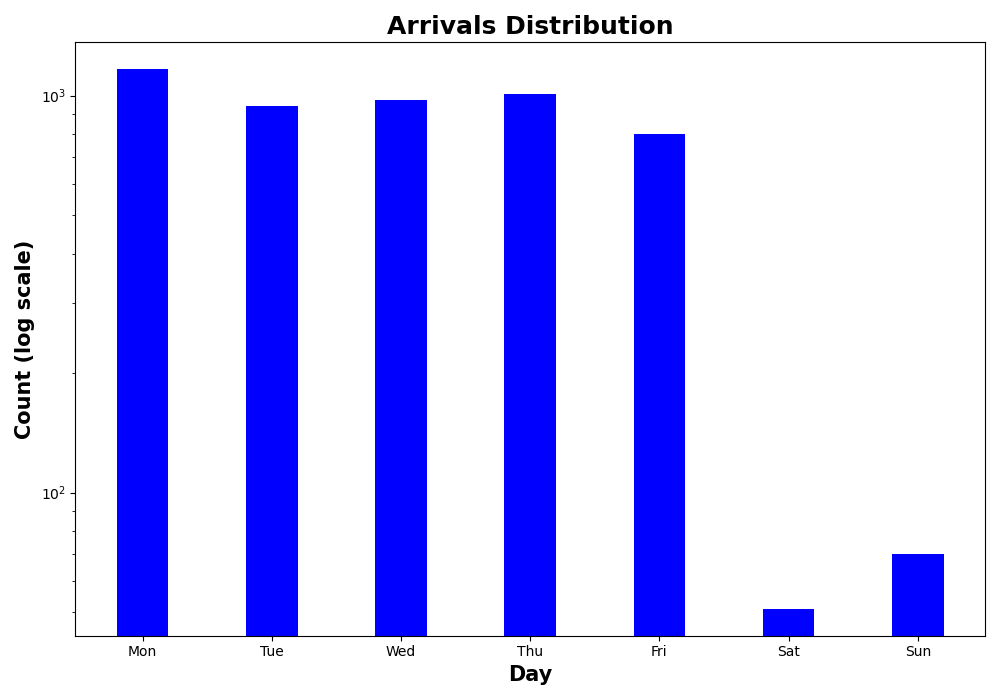 Arrivals Distribution
Count (log scale)
10³
10²
Mon Tue Wed Thu Fri Sat Sun
Day